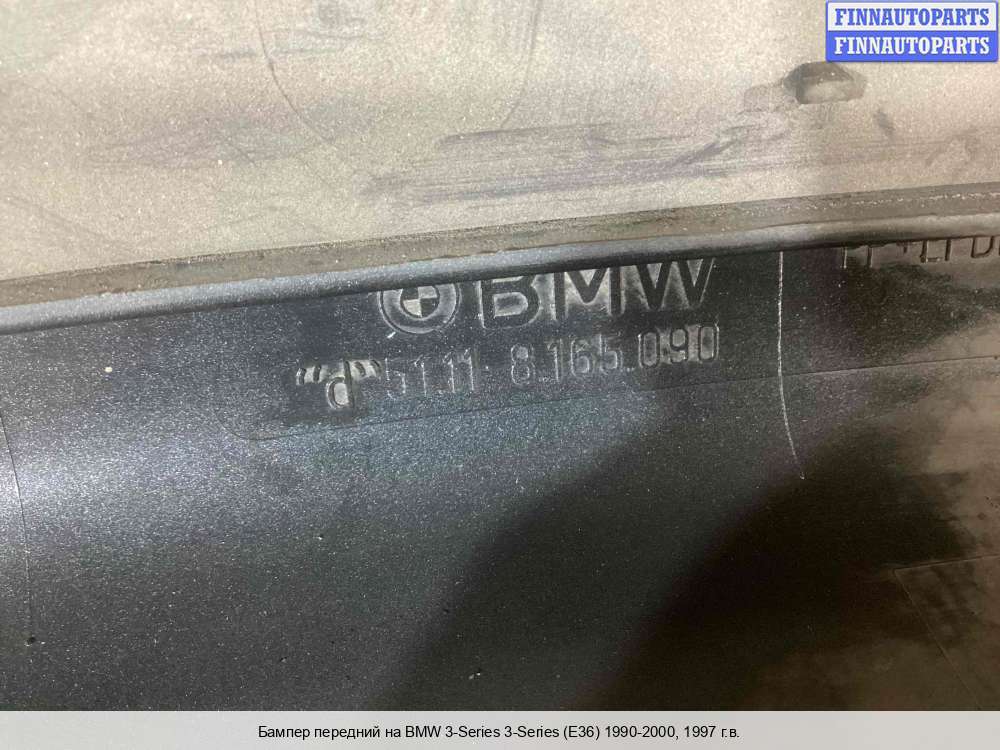 FINNAUTOPARTS
FINNAUTOPARTS
BMW
"d" 51.11-8.165.090
Бампер передний на BMW 3-Series 3-Series (E36) 1990-2000, 1997 г.в.